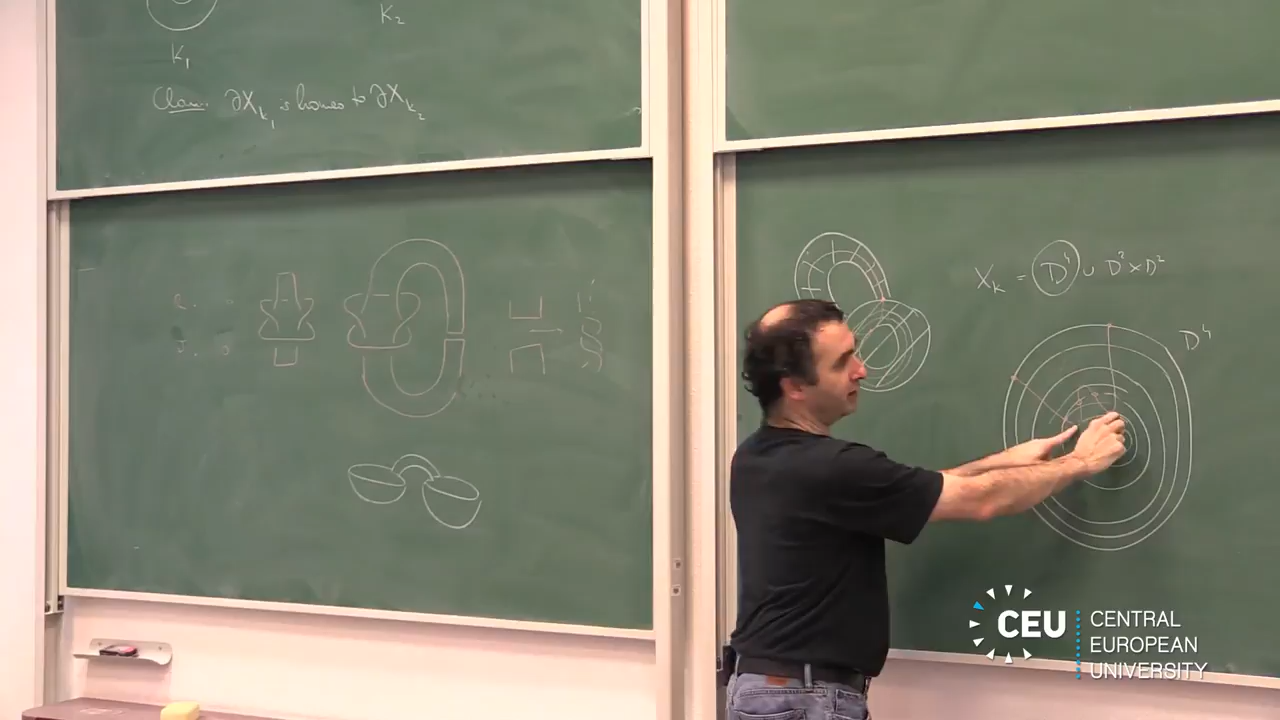 K₁
K₂
Claim: ∂X_{K₁} is homeo to ∂X_{K₂}
X_K = D⁴ ∪ D²×D²
D⁴
CEU
CENTRAL
EUROPEAN
UNIVERSITY